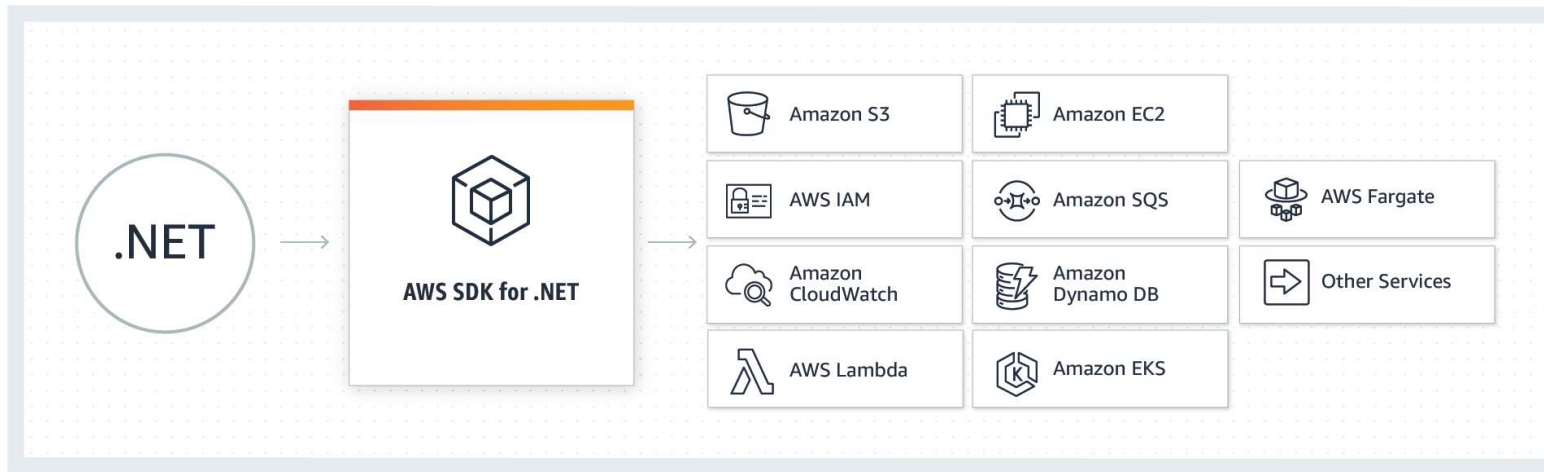 .NET
AWS SDK for .NET
Amazon S3
AWS IAM
Amazon
CloudWatch
AWS Lambda
Amazon EC2
Amazon SQS
Amazon
Dynamo DB
Amazon EKS
K
AWS Fargate
Other Services